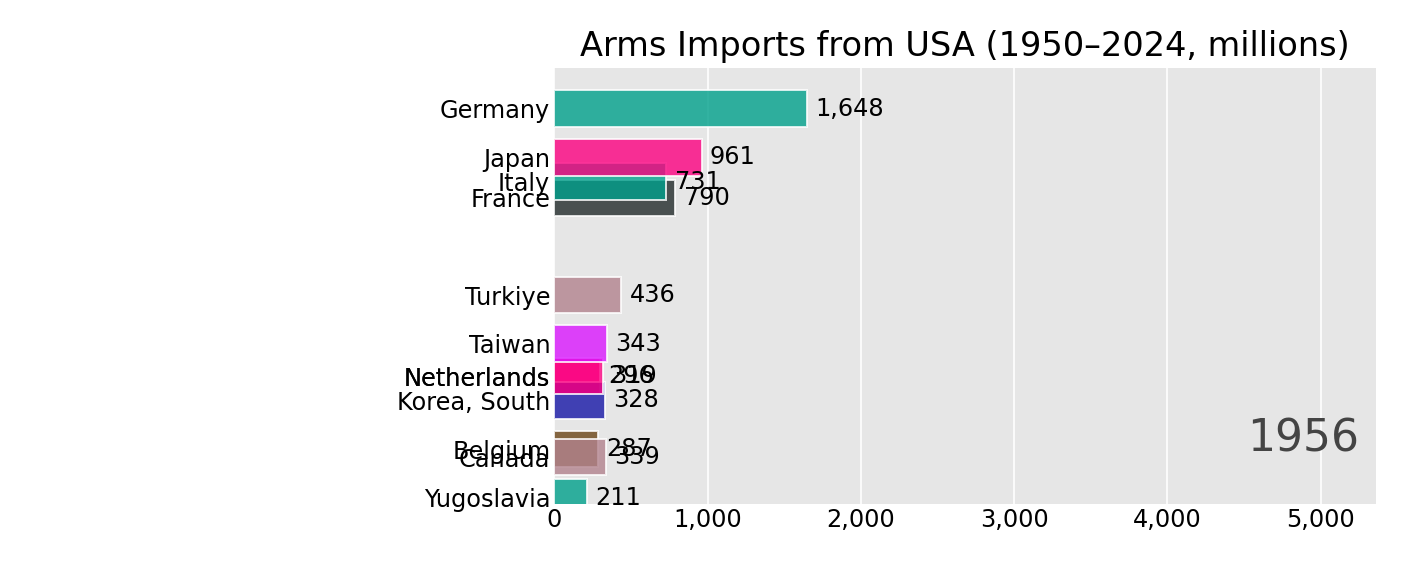 Arms Imports from USA (1950–2024, millions)
Germany 1,648
Japan 961
Italy 731
France 790
Turkiye 436
Taiwan 343
Netherlands
Korea, South 328
Belgium 287
Canada 339
Yugoslavia 211
1956
0 1,000 2,000 3,000 4,000 5,000